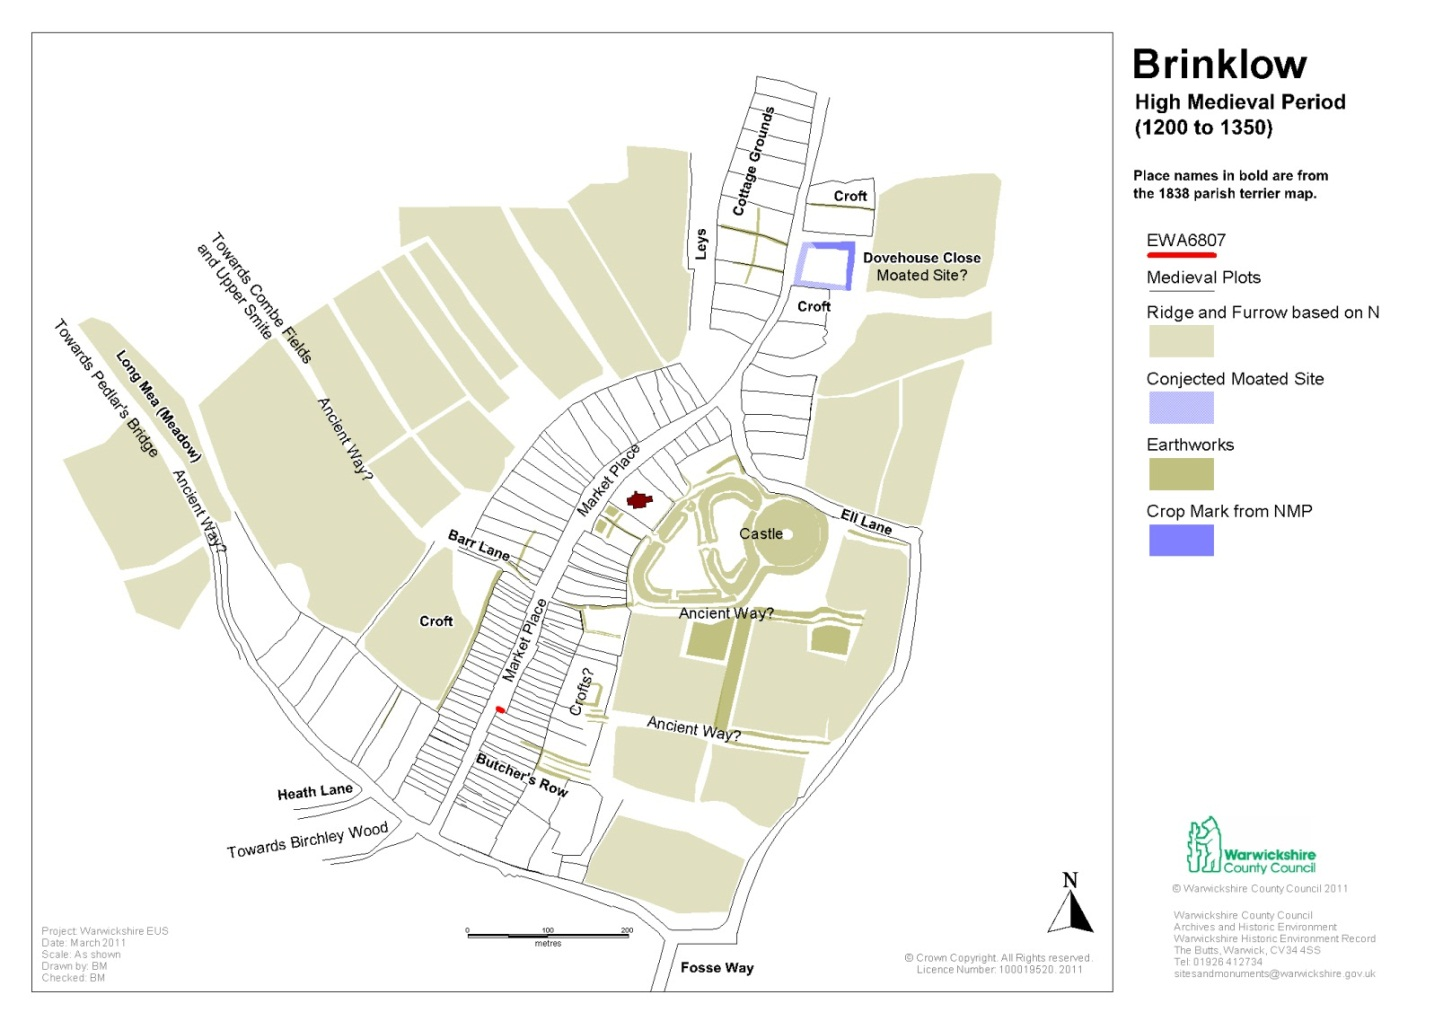 Brinklow
High Medieval Period
(1200 to 1350)
Place names in bold are from
the 1838 parish terrier map.
EWA6807
Medieval Plots
Ridge and Furrow based on N
Conjected Moated Site
Earthworks
Crop Mark from NMP
Cottage Grounds
Croft
Leys
Dovehouse Close
Moated Site?
Croft
Towards Combe Fields
and Upper Smite
Towards Pedlar's Bridge
Long Mea (Meadow)
Ancient Way?
Ancient Way?
Market Place
Barr Lane
Castle
Ell Lane
Croft
Market Place
Ancient Way?
Crofts?
Ancient Way?
Butcher's Row
Heath Lane
Towards Birchley Wood
Fosse Way
N
0 100 200
metres
Project: Warwickshire EUS
Date: March 2011
Scale: As shown
Drawn by: BM
Checked: BM
© Crown Copyright. All Rights reserved.
Licence Number: 100019520. 2011
Warwickshire
County Council
© Warwickshire County Council 2011
Warwickshire County Council
Archives and Historic Environment
Warwickshire Historic Environment Record
The Butts, Warwick, CV34 4SS
Tel: 01926 412734
sitesandmonuments@warwickshire.gov.uk